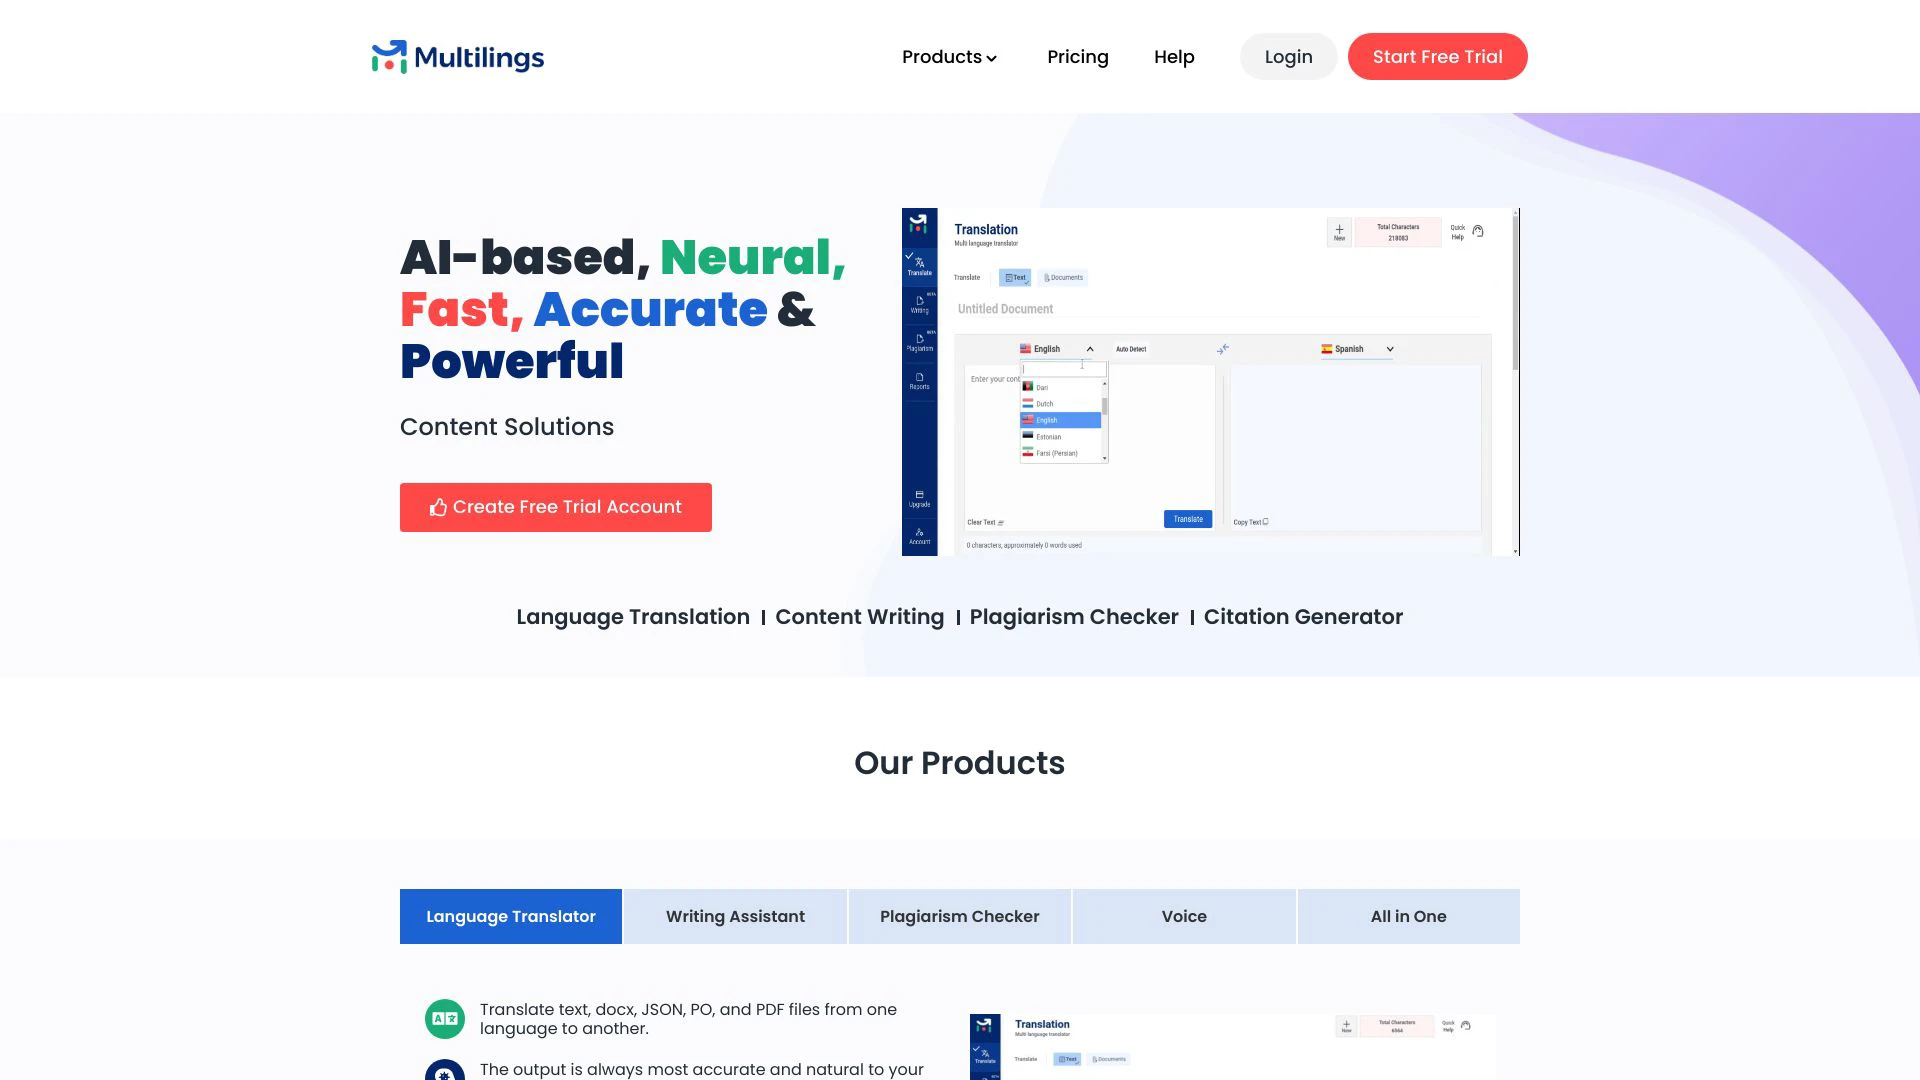 Multilings
Products
Pricing
Help
Login
Start Free Trial
AI-based, Neural,
Fast, Accurate &
Powerful
Content Solutions
Create Free Trial Account
Translate
BETA
Writing
BETA
Plagiarism
Reports
Upgrade
Account
Translation
Multi language translator
New
Total Characters
218083
Quick
Help
Translate
Text
Documents
Untitled Document
English
Auto Detect
Spanish
Enter your cont
Dari
Dutch
English
Estonian
Farsi (Persian)
Clear Text
Translate
Copy Text
0 characters, approximately 0 words used
Language Translation | Content Writing | Plagiarism Checker | Citation Generator
Our Products
Language Translator
Writing Assistant
Plagiarism Checker
Voice
All in One
Translate text, docx, JSON, PO, and PDF files from one
language to another.
The output is always most accurate and natural to your
Translate
BETA
Translation
Multi language translator
New
Total Characters
6564
Quick
Help
Translate
Text
Documents